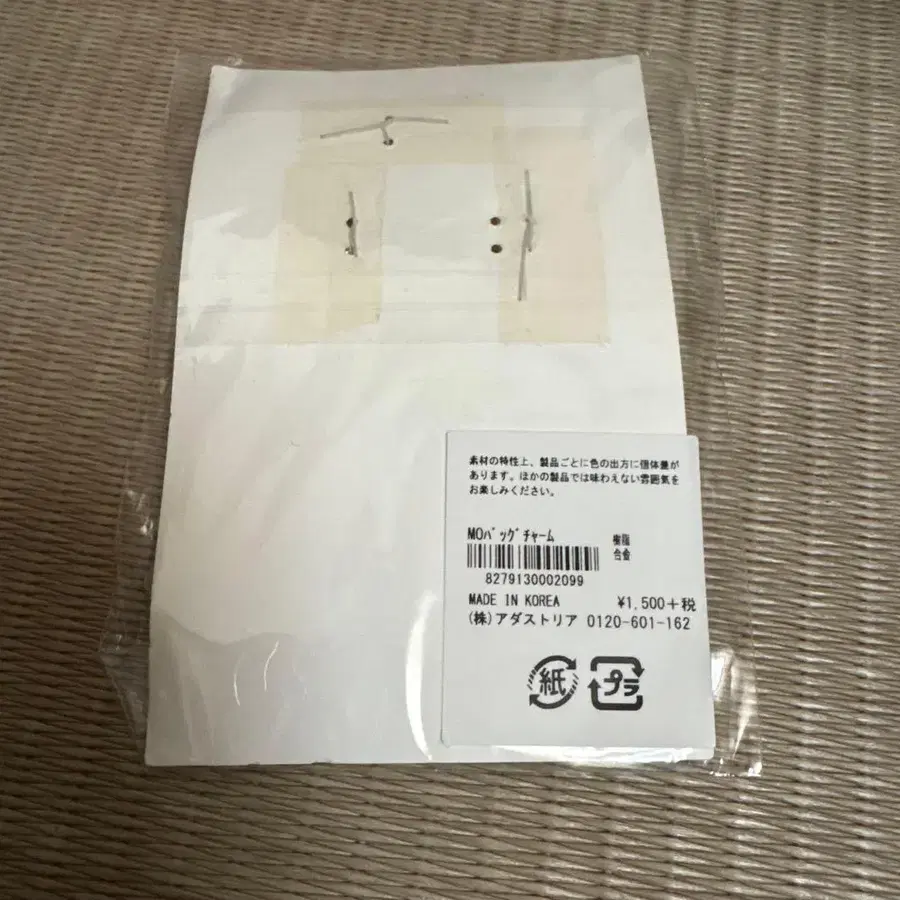 素材の特性上、製品ごとに色の出方に個体差が
あります。ほかの製品では味わえない雰囲気を
お楽しみください。
MOバッグチャーム 樹脂
合金
8279130002099
MADE IN KOREA ¥1,500+税
(株)アダストリア 0120-601-162
紙 プラ